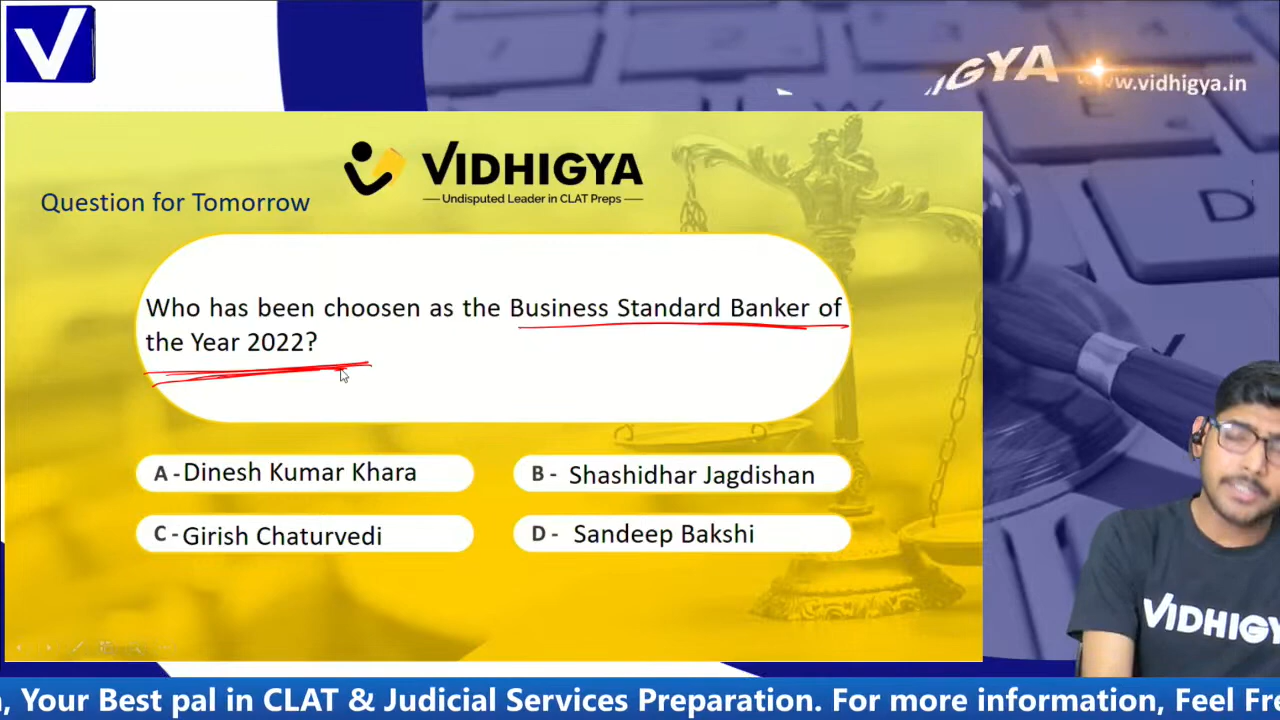 V
IGYA
www.vidhigya.in
VIDHIGYA
Undisputed Leader in CLAT Preps
Question for Tomorrow
Who has been choosen as the Business Standard Banker of
the Year 2022?
A - Dinesh Kumar Khara
B - Shashidhar Jagdishan
C - Girish Chaturvedi
D - Sandeep Bakshi
VIDHIGY
, Your Best pal in CLAT & Judicial Services Preparation. For more information, Feel Fre